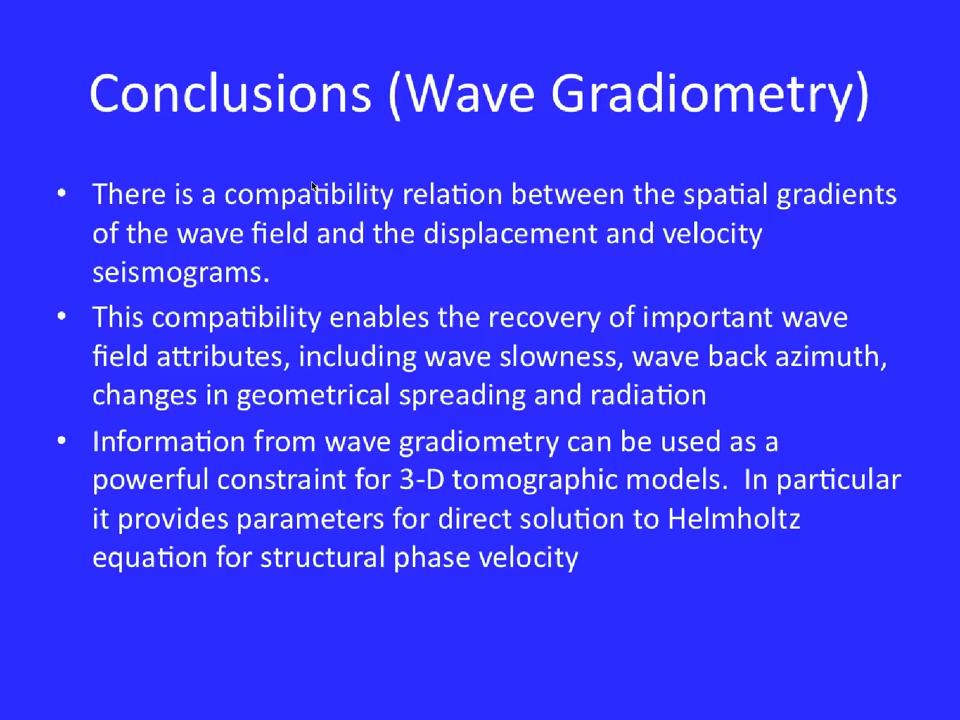 Conclusions (Wave Gradiometry)
• There is a compatibility relation between the spatial gradients
of the wave field and the displacement and velocity
seismograms.
• This compatibility enables the recovery of important wave
field attributes, including wave slowness, wave back azimuth,
changes in geometrical spreading and radiation
• Information from wave gradiometry can be used as a
powerful constraint for 3-D tomographic models.  In particular
it provides parameters for direct solution to Helmholtz
equation for structural phase velocity